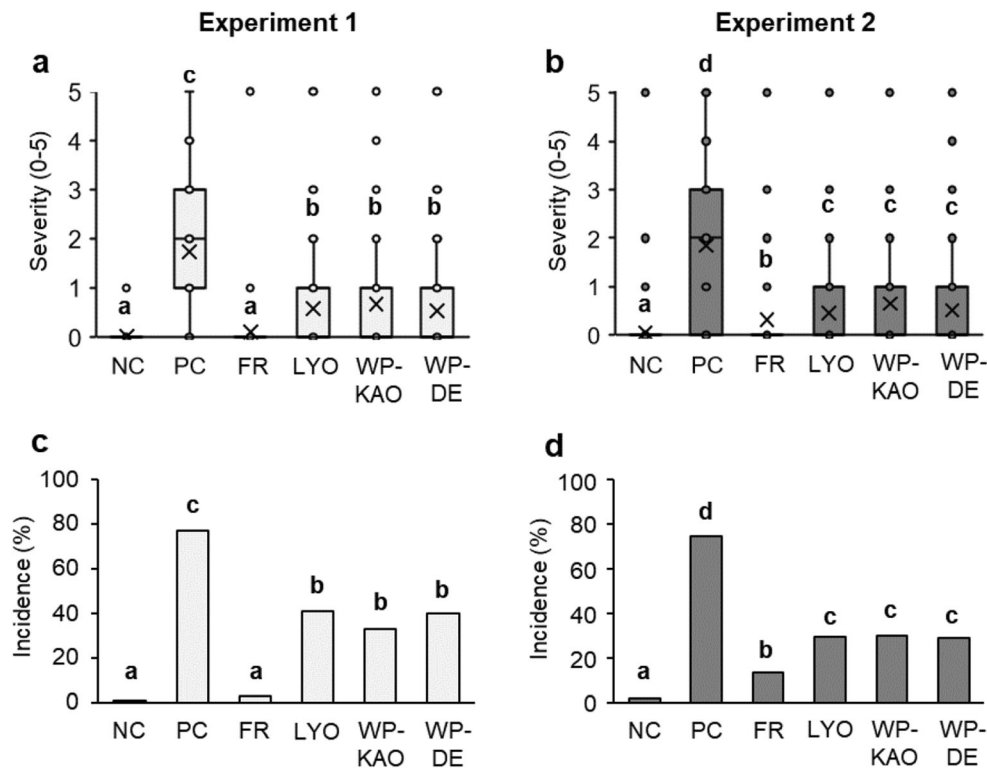 Experiment 1
Experiment 2
a
Severity (0-5)
5
4
3
2
1
0
a
c
a
b
b
b
NC
PC
FR
LYO
WP-
KAO
WP-
DE
b
Severity (0-5)
5
4
3
2
1
0
a
d
b
c
c
c
NC
PC
FR
LYO
WP-
KAO
WP-
DE
c
Incidence (%)
100
80
60
40
20
0
a
c
a
b
b
b
NC
PC
FR
LYO
WP-
KAO
WP-
DE
d
Incidence (%)
100
80
60
40
20
0
a
d
b
c
c
c
NC
PC
FR
LYO
WP-
KAO
WP-
DE